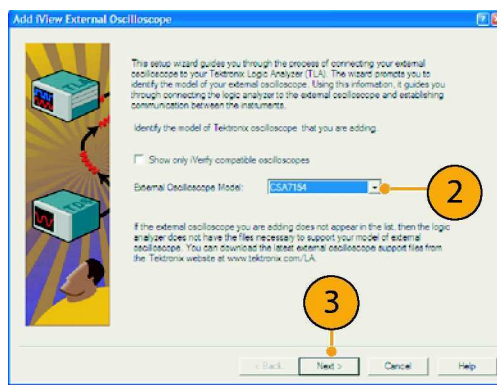 Add iView External Oscilloscope
TLA
TDS
This setup wizard guides you through the process of connecting your external
oscilloscope to your Tektronix Logic Analyzer (TLA). The wizard prompts you to
identify the model of your external oscilloscope. Using this information, it guides you
through connecting the logic analyzer to the external oscilloscope and establishing
communication between the instruments.
Identify the model of Tektronix oscilloscope that you are adding.
Show only iVerify compatible oscilloscopes
External Oscilloscope Model: CSA7154
2
If the external oscilloscope you are adding does not appear in the list, then the logic
analyzer does not have the files necessary to support your model of external
oscilloscope. You can download the latest external oscilloscope support files from
the Tektronix website at www.tektronix.com/LA.
3
< Back Next > Cancel Help